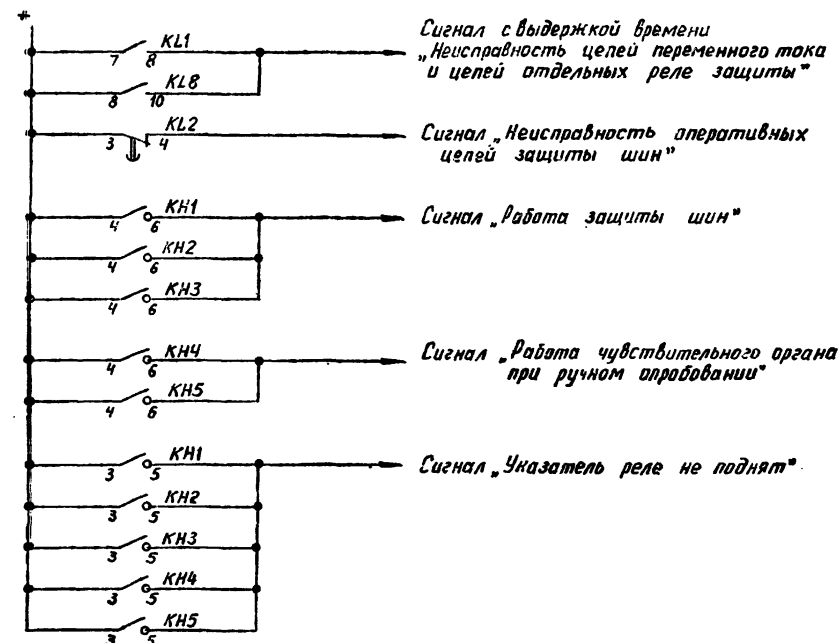 +
KL1
7 8
Сигнал с выдержкой времени
„Неисправность цепей переменного тока
и цепей отдельных реле защиты"
KL8
8 10
KL2
3 4
Сигнал „Неисправность оперативных
цепей защиты шин"
KH1
4 6
Сигнал „Работа защиты шин"
KH2
4 6
KH3
4 6
KH4
4 6
Сигнал „Работа чувствительного органа
при ручном опробовании"
KH5
4 6
KH1
3 5
Сигнал „Указатель реле не поднят"
KH2
3 5
KH3
3 5
KH4
3 5
KH5
3 5